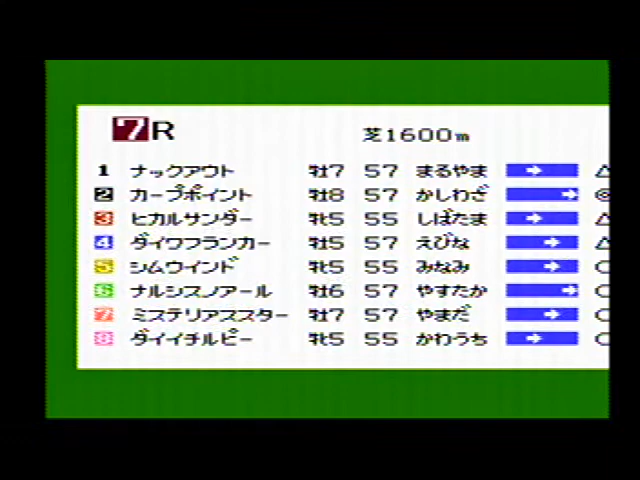 7R 芝1600m
1 ナックアウト 牡7 57 まるやま → △
2 カーブポイント 牡8 57 かしわざ → ◎
3 ヒカルサンダー 牝5 55 しばたま → △
4 ダイワフランカー 牡5 57 えびな → △
5 シムウインド 牝5 55 みなみ → ○
6 ナルシスノアール 牡6 57 やすたか → ○
7 ミステリアススター 牡7 57 やまだ → ○
8 ダイイチルビー 牝5 55 かわうち → ○